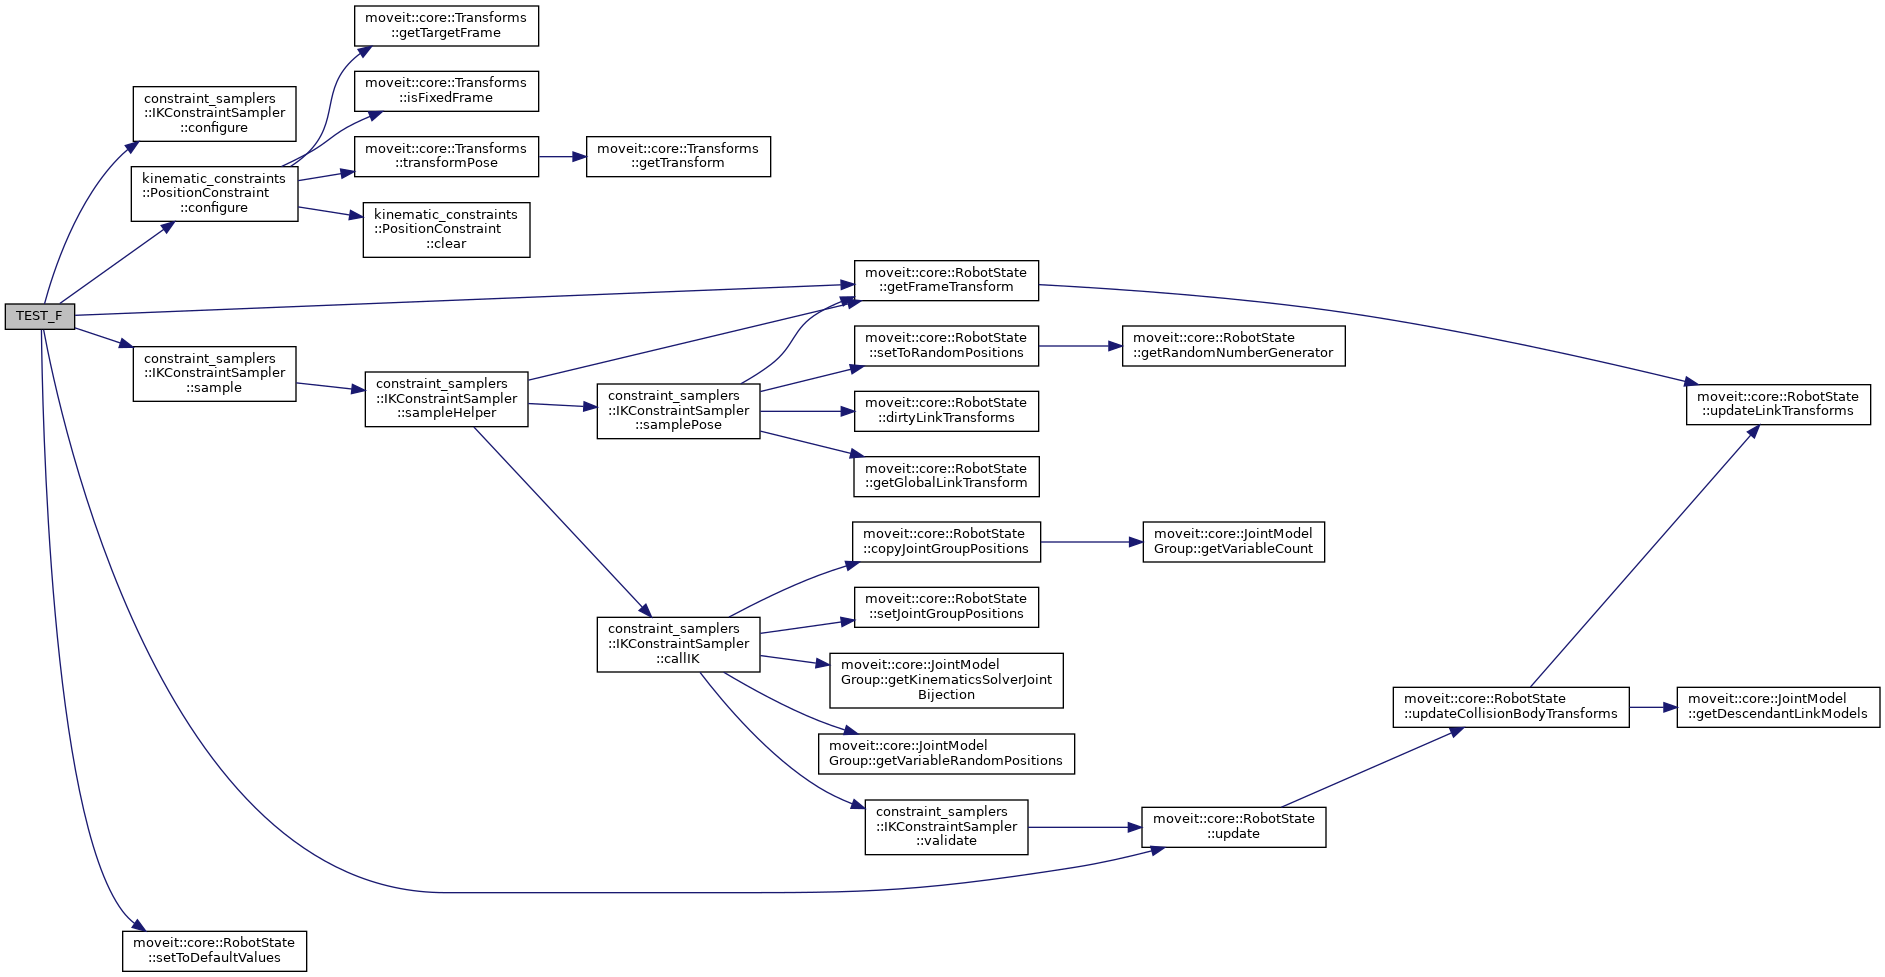 moveit::core::Transforms
::getTargetFrame
moveit::core::Transforms
::isFixedFrame
constraint_samplers
::IKConstraintSampler
::configure
moveit::core::Transforms
::transformPose
moveit::core::Transforms
::getTransform
kinematic_constraints
::PositionConstraint
::configure
kinematic_constraints
::PositionConstraint
::clear
moveit::core::RobotState
::getFrameTransform
TEST_F
moveit::core::RobotState
::setToRandomPositions
moveit::core::RobotState
::getRandomNumberGenerator
constraint_samplers
::IKConstraintSampler
::sample
constraint_samplers
::IKConstraintSampler
::sampleHelper
constraint_samplers
::IKConstraintSampler
::samplePose
moveit::core::RobotState
::dirtyLinkTransforms
moveit::core::RobotState
::updateLinkTransforms
moveit::core::RobotState
::getGlobalLinkTransform
moveit::core::RobotState
::copyJointGroupPositions
moveit::core::JointModel
Group::getVariableCount
moveit::core::RobotState
::setJointGroupPositions
constraint_samplers
::IKConstraintSampler
::callIK
moveit::core::JointModel
Group::getKinematicsSolverJoint
Bijection
moveit::core::RobotState
::updateCollisionBodyTransforms
moveit::core::JointModel
::getDescendantLinkModels
moveit::core::JointModel
Group::getVariableRandomPositions
constraint_samplers
::IKConstraintSampler
::validate
moveit::core::RobotState
::update
moveit::core::RobotState
::setToDefaultValues